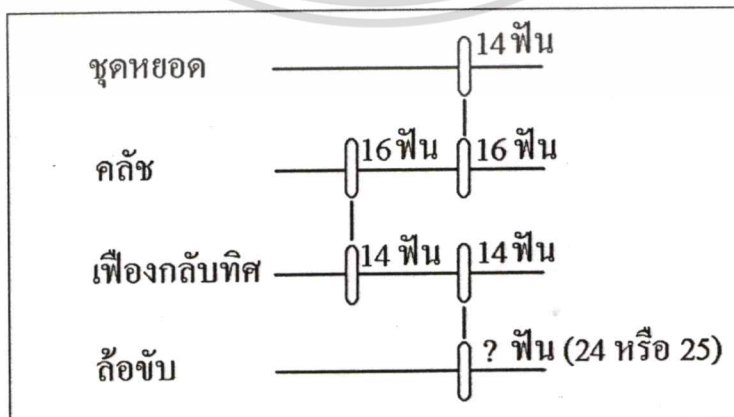 14 ฟัน
ชุดหยอด
16 ฟัน 16 ฟัน
คลัช
14 ฟัน 14 ฟัน
เฟืองกลับทิศ
? ฟัน (24 หรือ 25)
ล้อขับ